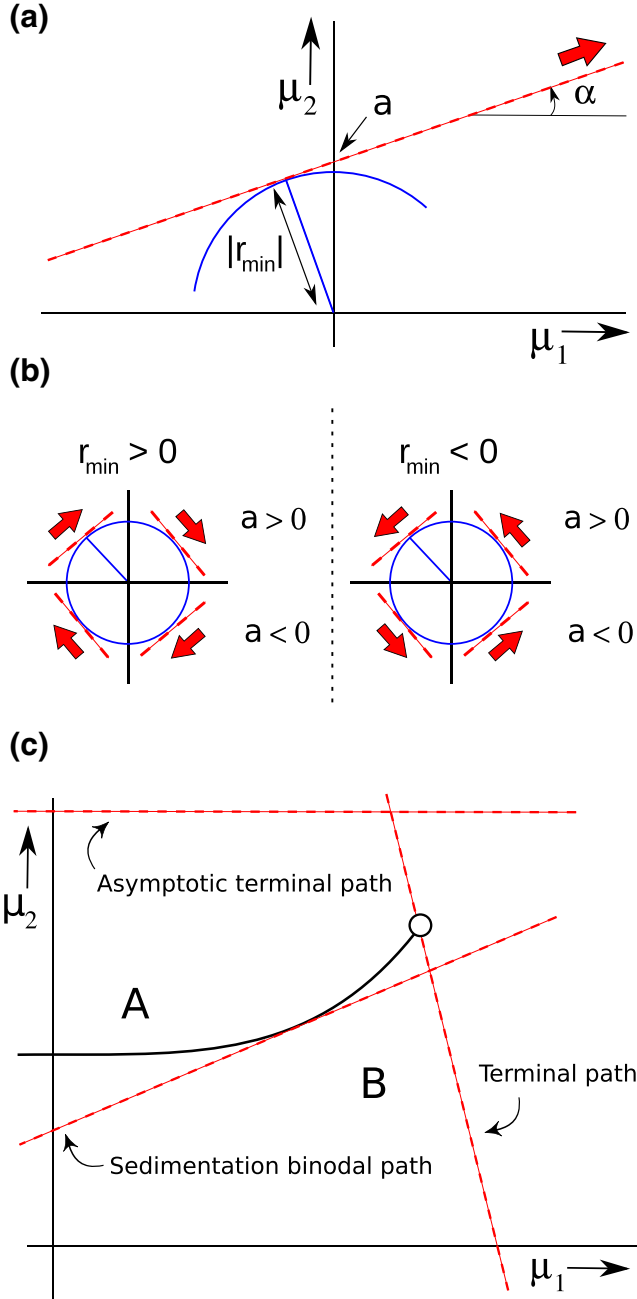 (a)
μ2
a
α
|rmin|
μ1
(b)
rmin > 0
rmin < 0
a > 0
a > 0
a < 0
a < 0
(c)
Asymptotic terminal path
μ2
A
B
Terminal path
Sedimentation binodal path
μ1